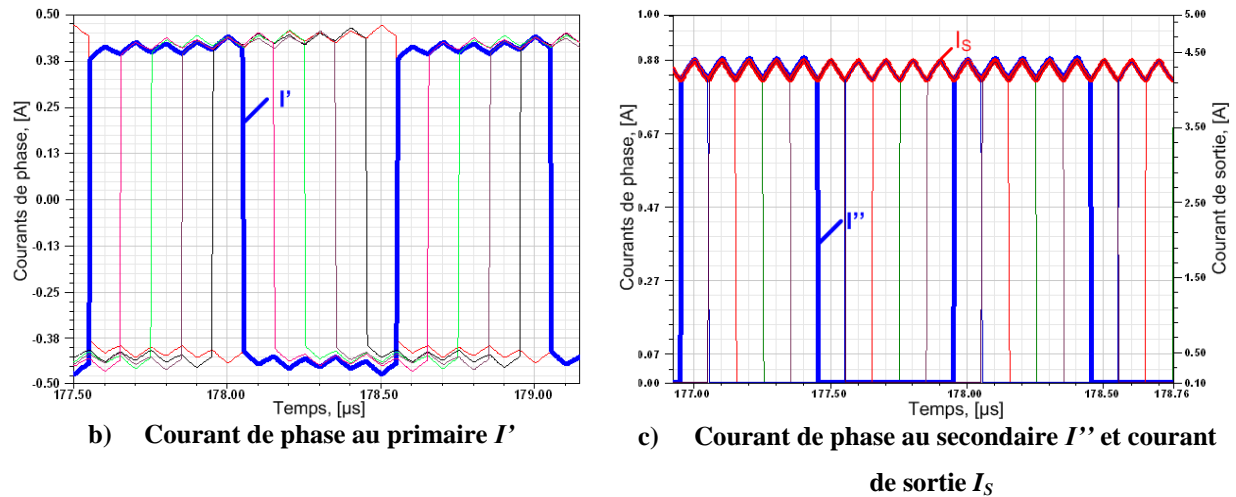 0.50
0.38
0.25
0.13
0.00
-0.13
-0.25
-0.38
-0.50
Courants de phase, [A]
I'
177.5
178.0
178.5
179.0
Temps, [µs]
b) Courant de phase au primaire I'
1.00
0.88
0.67
0.47
0.27
0.07
0.00
Courants de phase, [A]
IS
I''
5.00
4.50
3.50
2.50
1.50
0.50
0.10
Courant de sortie, [A]
177.00
177.50
178.00
178.50
178.76
Temps, [µs]
c) Courant de phase au secondaire I'' et courant
de sortie IS